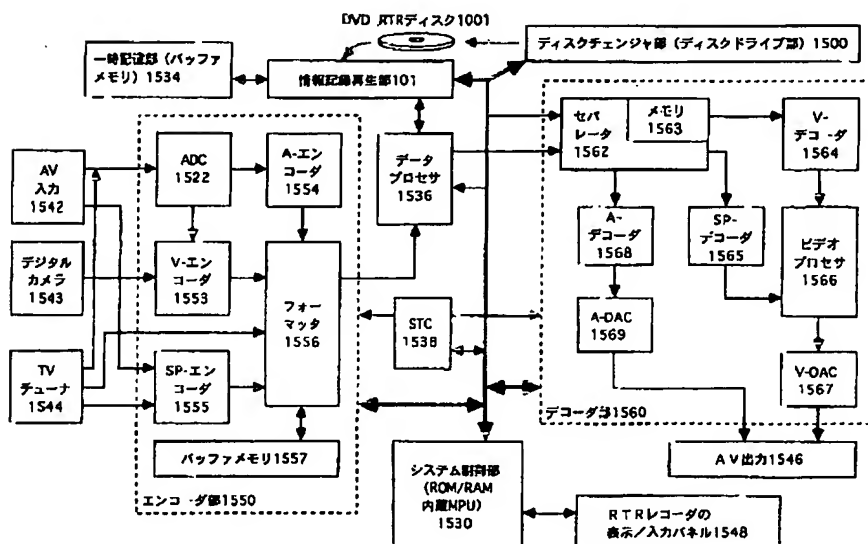 DVD RTRディスク1001
ディスクチェンジャ部（ディスクドライブ部）1500
一時記憶部（バッファ
メモリ）1534
情報記録再生部101
AV
入力
1542
デジタル
カメラ
1543
TV
チューナ
1544
ADC
1522
A-エン
コーダ
1554
V-エン
コーダ
1553
フォー
マッタ
1556
SP-エン
コーダ
1555
バッファメモリ1557
エンコーダ部1550
データ
プロセサ
1536
STC
1538
システム制御部
(ROM/RAM
内蔵MPU)
1530
RTRレコーダの
表示／入力パネル1548
セパ
レータ
1562
メモリ
1563
V-
デコーダ
1564
A-
デコーダ
1568
SP-
デコーダ
1565
ビデオ
プロセサ
1566
A-DAC
1569
V-DAC
1567
デコーダ部1560
AV出力1546